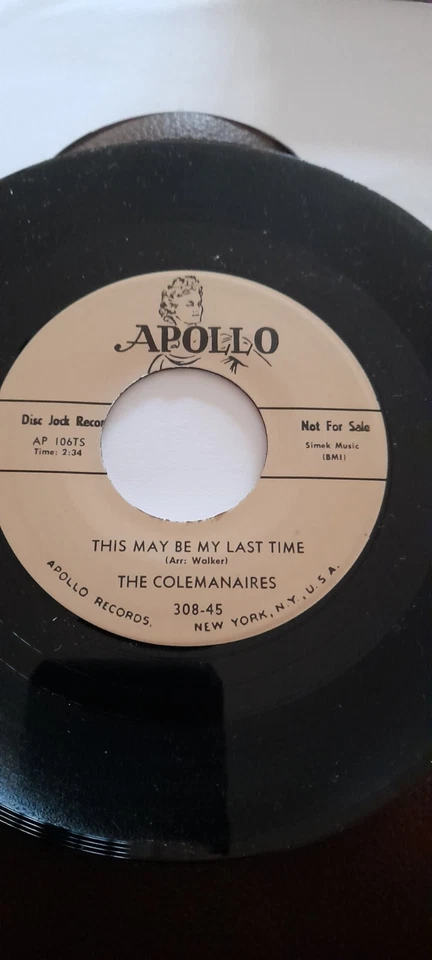 APOLLO
Disc Jock Recor
Not For Sale
AP 106TS
Time: 2:34
Simek Music
(BMI)
THIS MAY BE MY LAST TIME
(Arr: Walker)
THE COLEMANAIRES
308-45
APOLLO RECORDS, NEW YORK, N.Y., U.S.A.